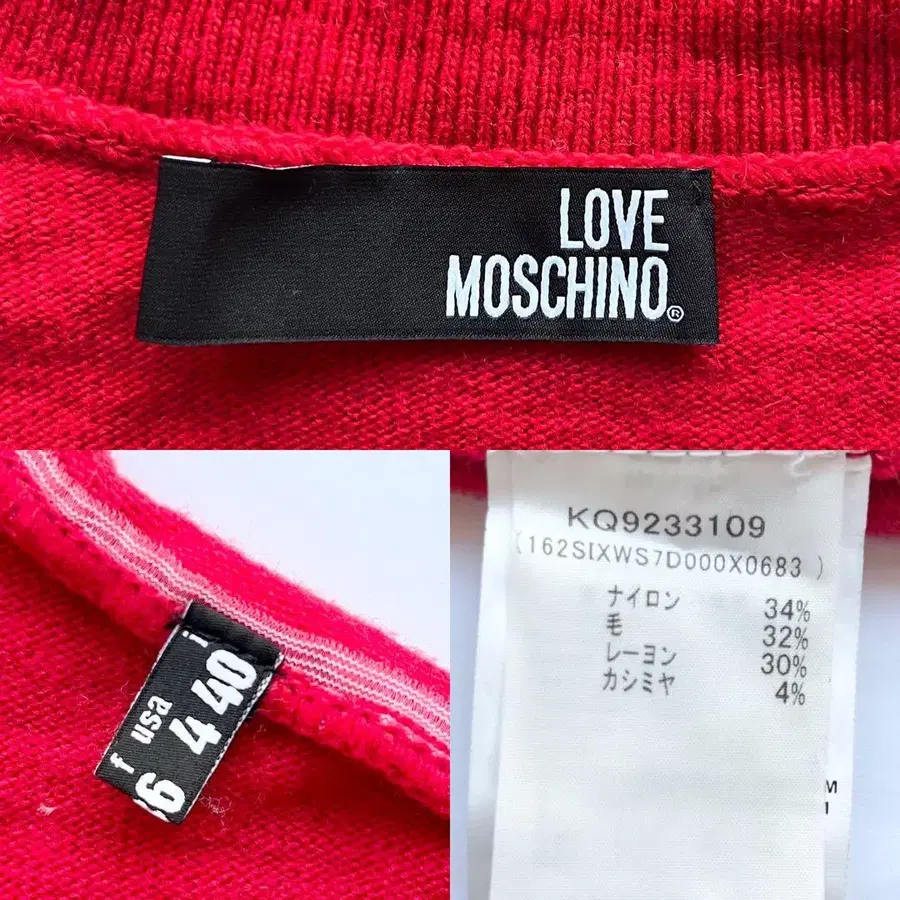 LOVE
MOSCHINO®
i
40
usa
4
f
KQ9233109
(162SIXWS7D000X0683)
ナイロン 34%
毛 32%
レーヨン 30%
カシミヤ 4%
M